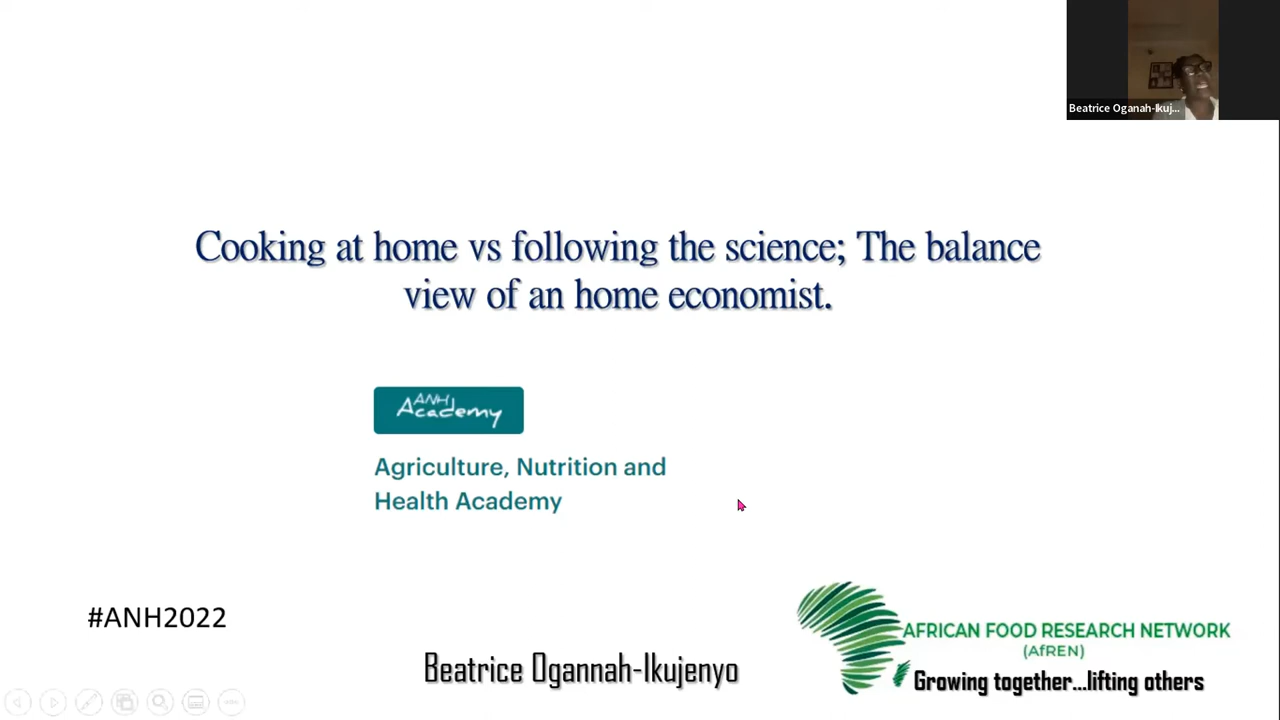 Beatrice Oganah-Ikuj...
Cooking at home vs following the science; The balance
view of an home economist.
ANH
Academy
Agriculture, Nutrition and
Health Academy
#ANH2022
Beatrice Ogannah-Ikujenyo
AFRICAN FOOD RESEARCH NETWORK
(AfREN)
Growing together...lifting others